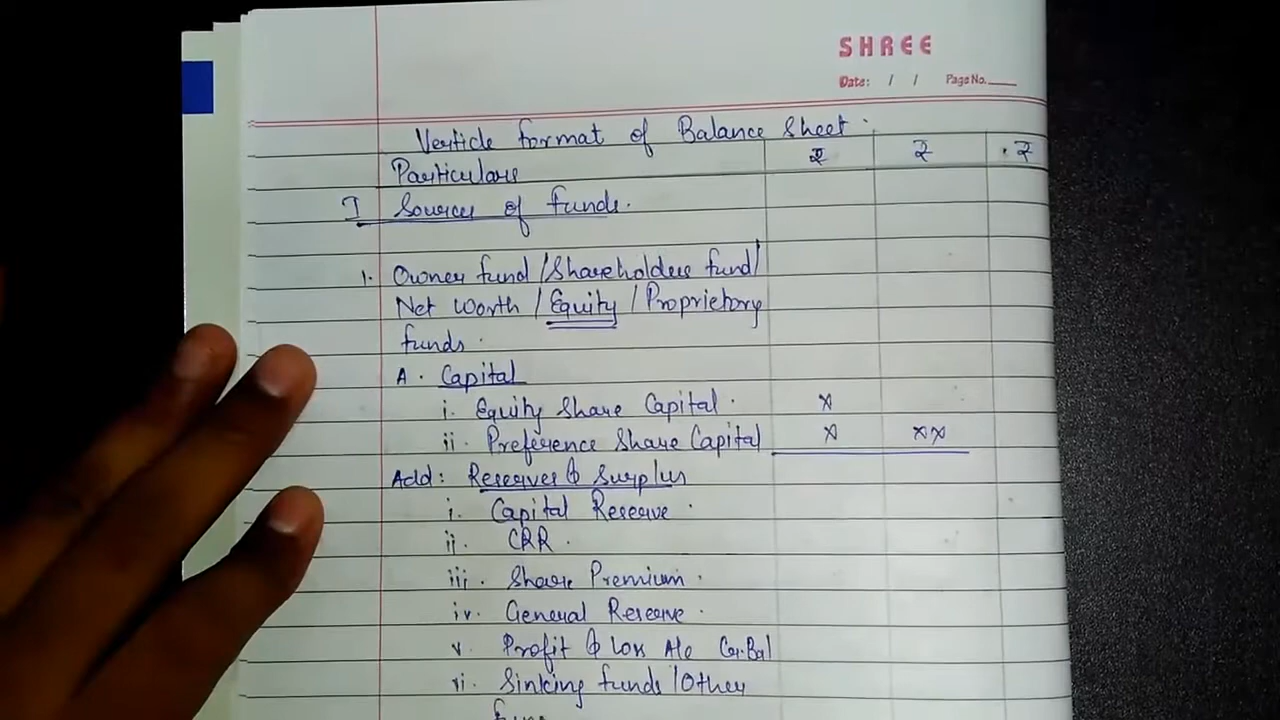 SHREE
Date: / / Page No.
Verticle format of Balance Sheet.
Particulars ₹ ₹ ₹
I Sources of funds.
1. Owner fund / Shareholders fund /
Net worth / Equity / Proprietory
funds.
A. Capital
i. Equity Share Capital. x
ii. Preference Share Capital x xx
Add: Reserves & Surplus
i. Capital Reserve.
ii. CRR.
iii. Share Premium.
iv. General Reserve.
v. Profit & Loss A/c Cr. Bal
vi. Sinking funds / Other